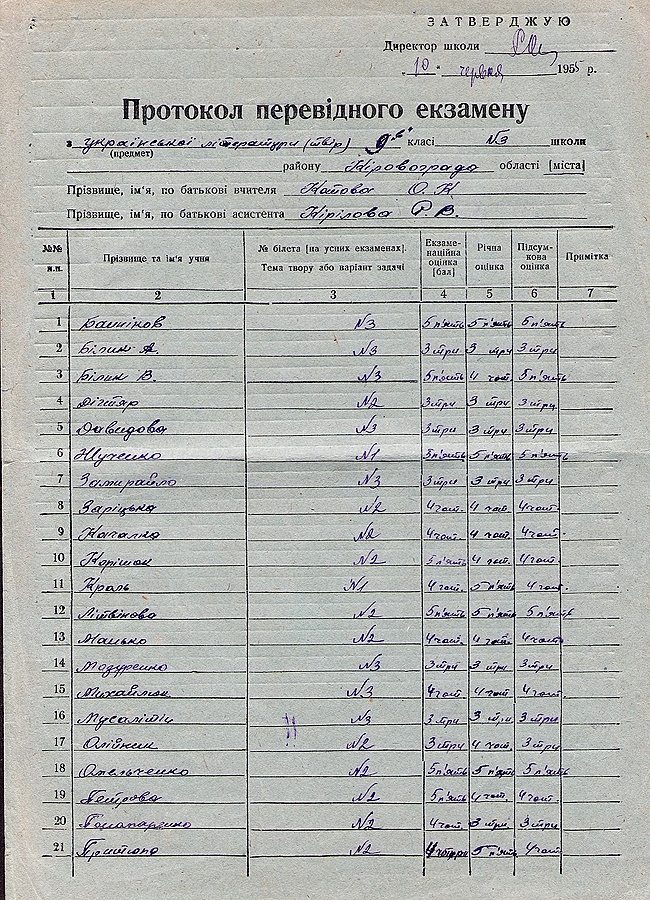 ЗАТВЕРДЖУЮ
Директор школи
"10" червня 1955 р.
Протокол перевідного екзамену
з української літератури (твір) 9 класі №3 школи
(предмет)
району Кіровограда області [міста]
Прізвище, ім'я, по батькові вчителя Катова О. К
Прізвище, ім'я, по батькові асистента Кірілова Р. В.
№№ п.п. Прізвище та ім'я учня № білета [на усних екзаменах]. Тема твору або варіант задачі Екзаменаційна оцінка [бал] Річна оцінка Підсумкова оцінка Примітка
1 2 3 4 5 6 7
1 Банніков №3 5 п'ять 5 п'ять 5 п'ять
2 Білик А. №3 3 три 3 три 3 три
3 Білик В. №3 5 п'ять 4 чот. 5 п'ять
4 Дігтяр №2 3 три 3 три 3 три
5 Давидова №3 3 три 3 три 3 три
6 Жученко №1 5 п'ять 5 п'ять 5 п'ять
7 Замирайло №3 3 три 3 три 3 три
8 Заріцька №2 4 чот. 4 чот. 4 чот.
9 Качалка №2 4 чот. 4 чот. 4 чот.
10 Корішок №2 5 п'ять 4 чот. 4 чот.
11 Кроль №1 4 чот. 5 п'ять 4 чот.
12 Літвінова №2 5 п'ять 5 п'ять 5 п'ять
13 Манько №2 4 чот. 4 чот. 4 чот.
14 Мазуренко №3 3 три 3 три 3 три
15 Михайлюк №3 4 чот. 4 чот. 4 чот.
16 Мусалітін №3 3 три 3 три 3 три
17 Олійник №2 3 три 4 чот. 3 три
18 Омельченко №2 5 п'ять 5 п'ять 5 п'ять
19 Петрова №2 5 п'ять 4 чот. 4 чот.
20 Понапаренко №2 4 чот. 3 три 3 три
21 Притюпа №2 4 чотири 5 п'ять 4 чот.